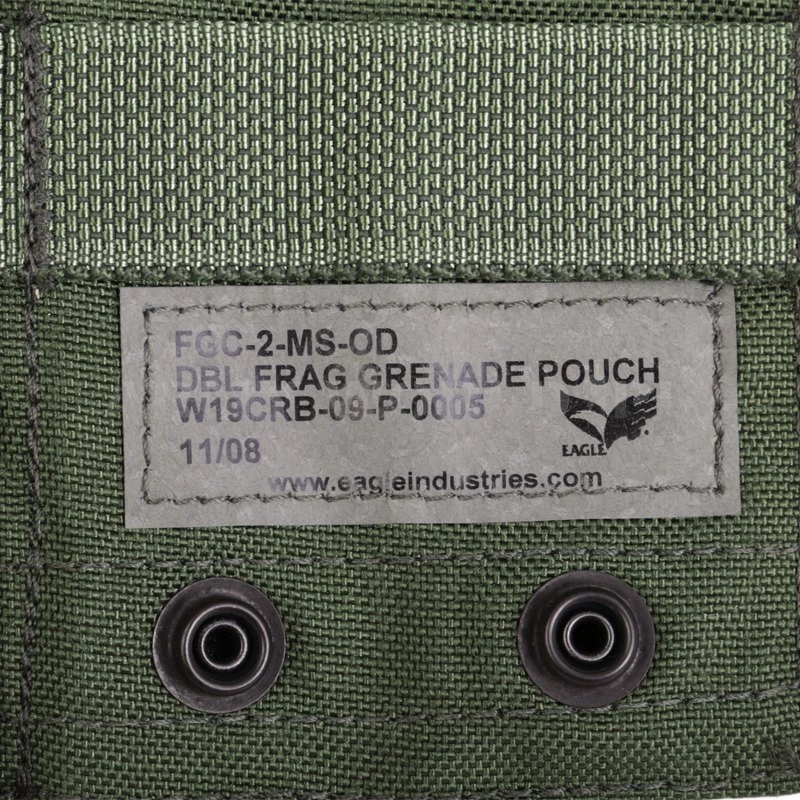 FGC-2-MS-OD
DBL FRAG GRENADE POUCH
W19CRB-09-P-0005
EAGLE
11/08
www.eagleindustries.com